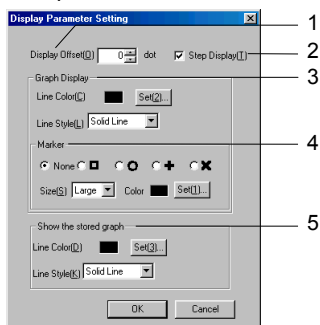 Display Parameter Setting
1
Display Offset(O) 0 dot Step Display(T)
2
Graph Display
3
Line Color(C) Set(2)...
Line Style(L) Solid Line
Marker
4
None
Size(S) Large Color Set(1)...
Show the stored graph
5
Line Color(D) Set(3)...
Line Style(K) Solid Line
OK Cancel